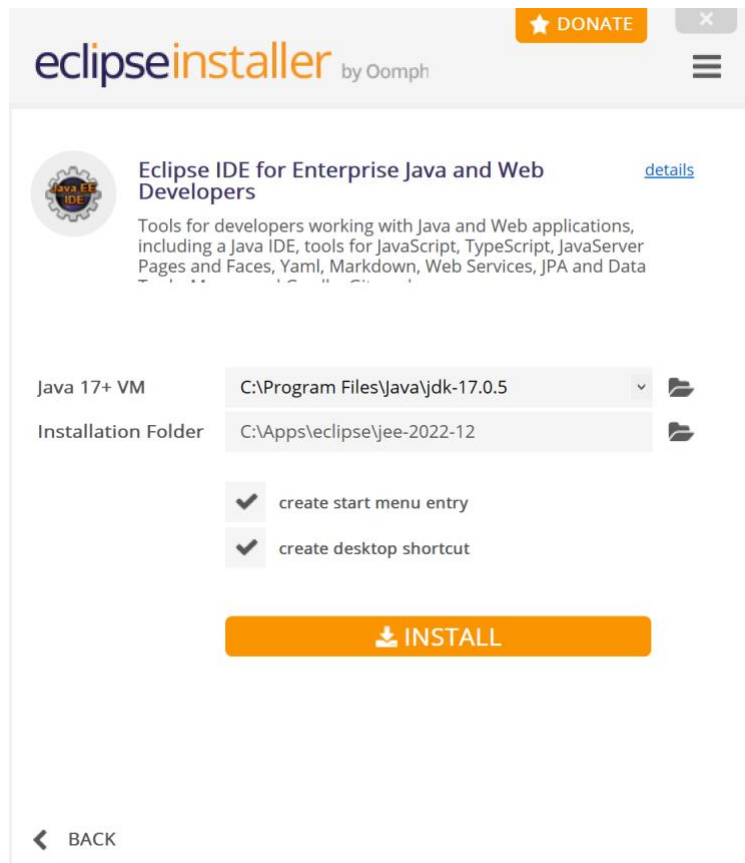 DONATE
eclipseinstaller by Oomph
Eclipse IDE for Enterprise Java and Web
Developers
details
Java EE
IDE
Tools for developers working with Java and Web applications,
including a Java IDE, tools for JavaScript, TypeScript, JavaServer
Pages and Faces, Yaml, Markdown, Web Services, JPA and Data
Java 17+ VM
C:\Program Files\Java\jdk-17.0.5
Installation Folder
C:\Apps\eclipse\jee-2022-12
create start menu entry
create desktop shortcut
INSTALL
BACK